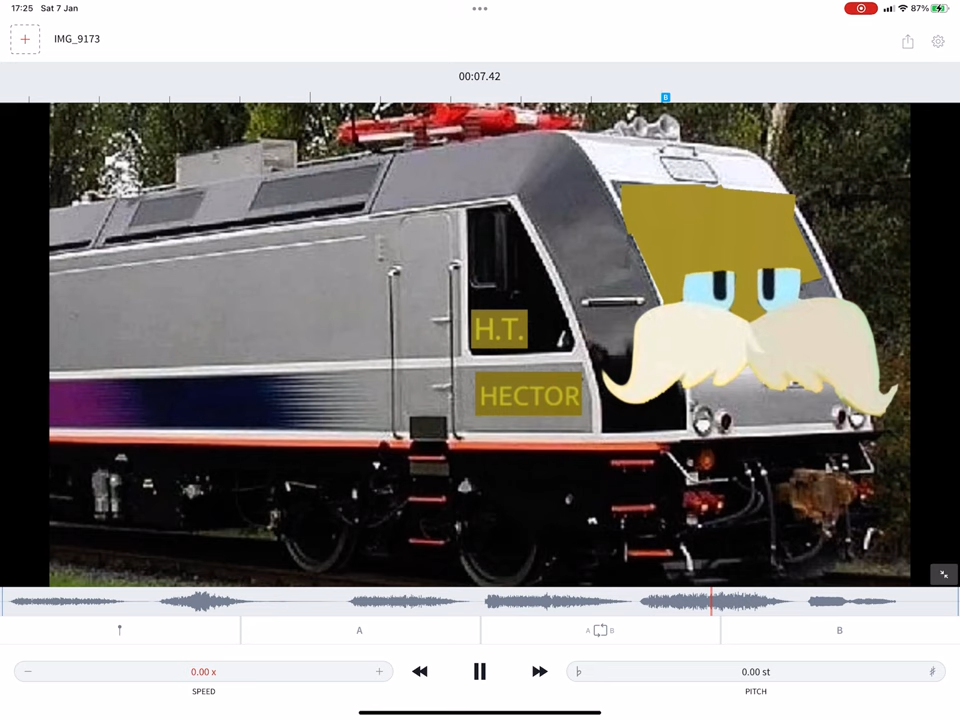 17:25 Sat 7 Jan
87%
IMG_9173
00:07.42
B
H.T.
HECTOR
A
A B
B
− 0.00 x +
♭ 0.00 st ♯
SPEED
PITCH